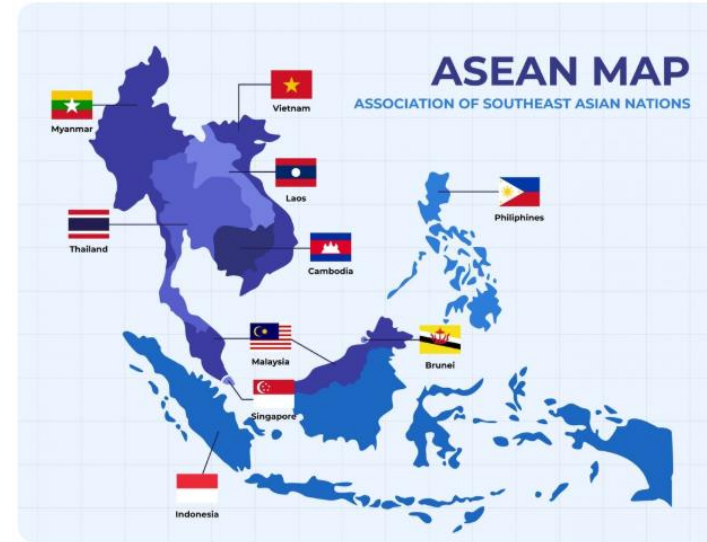 ASEAN MAP
ASSOCIATION OF SOUTHEAST ASIAN NATIONS
Vietnam
Myanmar
Laos
Philiphines
Thailand
Cambodia
Malaysia
Brunei
Singapore
Indonesia